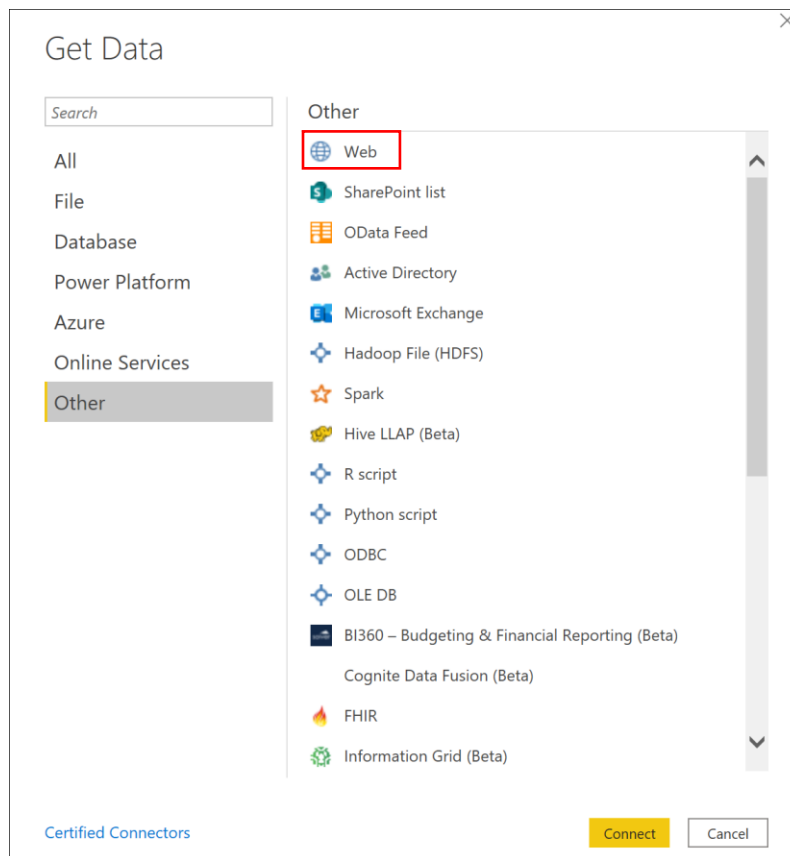 Get Data
Search
All
File
Database
Power Platform
Azure
Online Services
Other
Other
Web
SharePoint list
OData Feed
Active Directory
Microsoft Exchange
Hadoop File (HDFS)
Spark
Hive LLAP (Beta)
R script
Python script
ODBC
OLE DB
BI360 – Budgeting & Financial Reporting (Beta)
Cognite Data Fusion (Beta)
FHIR
Information Grid (Beta)
Certified Connectors
Connect
Cancel